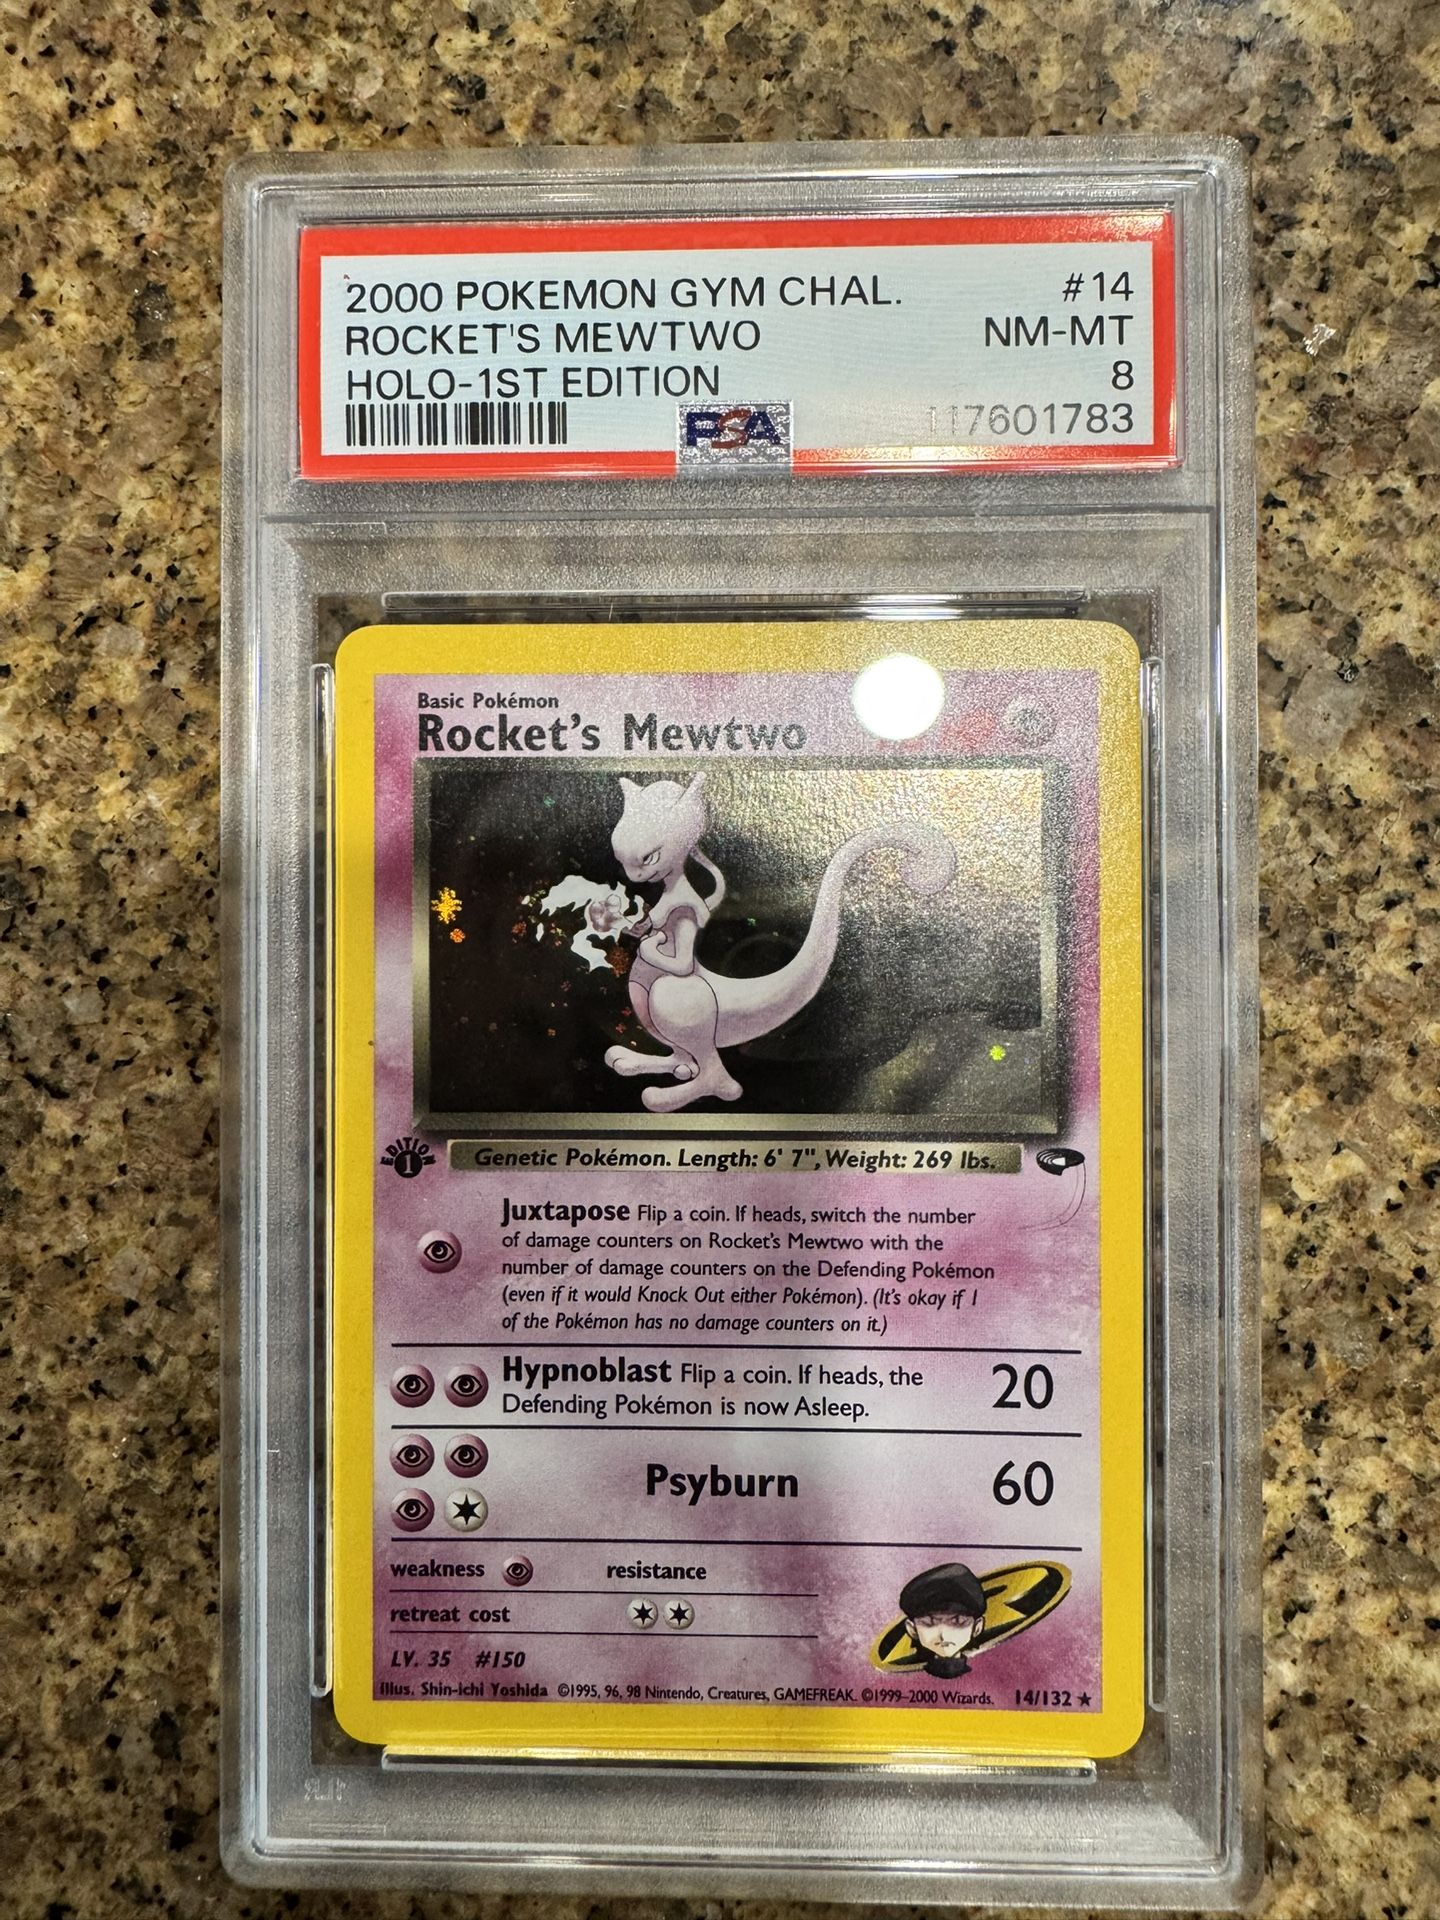 2000 POKEMON GYM CHAL. #14
ROCKET'S MEWTWO NM-MT
HOLO-1ST EDITION 8
PSA 117601783
Basic Pokémon
Rocket's Mewtwo
EDITION 1
Genetic Pokémon. Length: 6' 7", Weight: 269 lbs.
Juxtapose Flip a coin. If heads, switch the number
of damage counters on Rocket's Mewtwo with the
number of damage counters on the Defending Pokémon
(even if it would Knock Out either Pokémon). (It's okay if 1
of the Pokémon has no damage counters on it.)
Hypnoblast Flip a coin. If heads, the
Defending Pokémon is now Asleep.
20
Psyburn 60
weakness resistance
retreat cost
LV. 35 #150
Illus. Shin-ichi Yoshida ©1995, 96, 98 Nintendo, Creatures, GAMEFREAK. ©1999-2000 Wizards. 14/132 ★